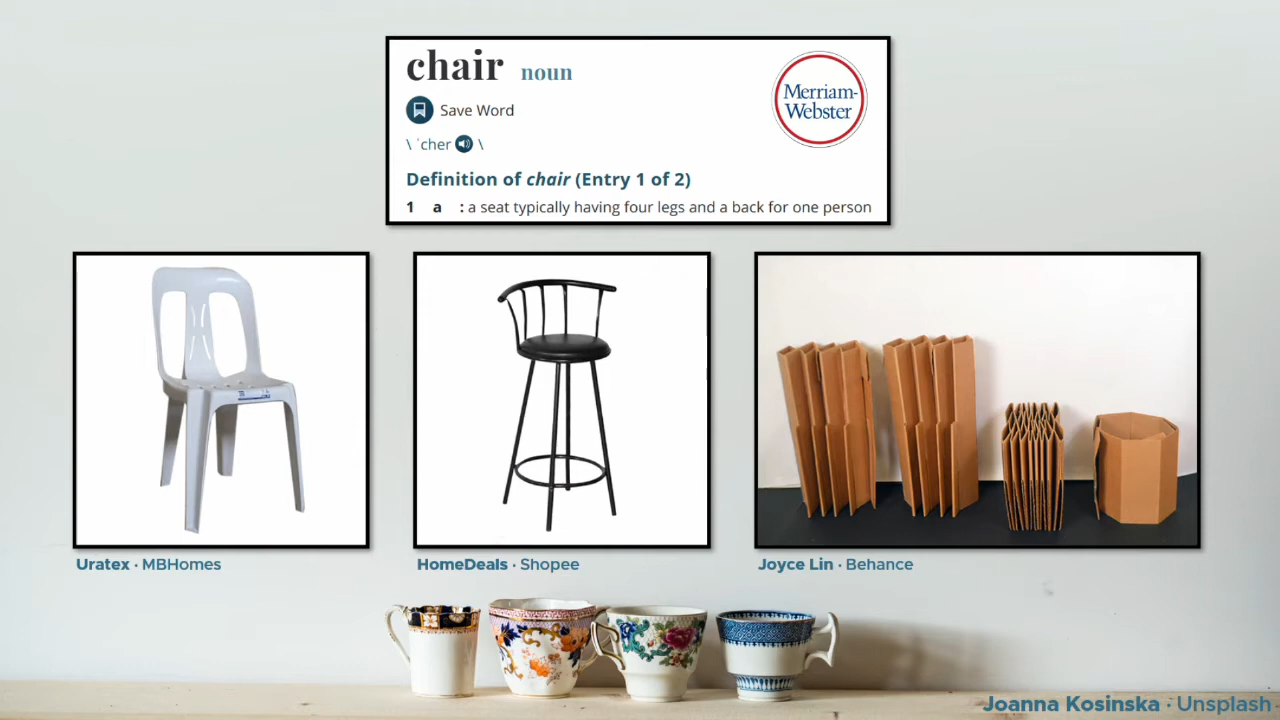 chair noun
Merriam-
Webster
Save Word
\ ˈcher \
Definition of chair (Entry 1 of 2)
1 a : a seat typically having four legs and a back for one person
Uratex · MBHomes
HomeDeals · Shopee
Joyce Lin · Behance
Joanna Kosinska · Unsplash